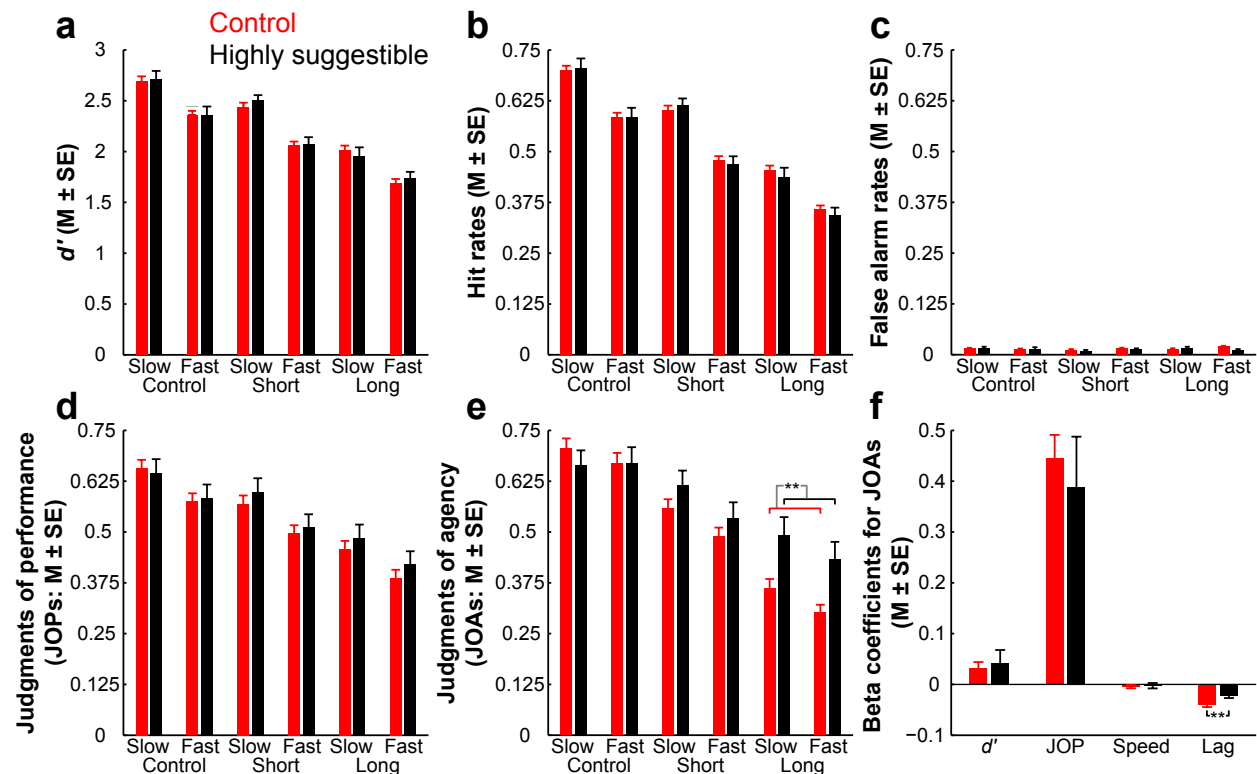 a
Control
Highly suggestible
d' (M ± SE)
3
2.5
2
1.5
1
0.5
0
Slow Fast Slow Fast Slow Fast
Control Short Long
b
Hit rates (M ± SE)
0.75
0.625
0.5
0.375
0.25
0.125
0
Slow Fast Slow Fast Slow Fast
Control Short Long
c
False alarm rates (M ± SE)
0.75
0.625
0.5
0.375
0.25
0.125
0
Slow Fast Slow Fast Slow Fast
Control Short Long
d
Judgments of performance
(JOPs: M ± SE)
0.75
0.625
0.5
0.375
0.25
0.125
0
Slow Fast Slow Fast Slow Fast
Control Short Long
e
Judgments of agency
(JOAs: M ± SE)
0.75
0.625
0.5
0.375
0.25
0.125
0
**
Slow Fast Slow Fast Slow Fast
Control Short Long
f
Beta coefficients for JOAs
(M ± SE)
0.5
0.4
0.3
0.2
0.1
0
−0.1
**
d' JOP Speed Lag